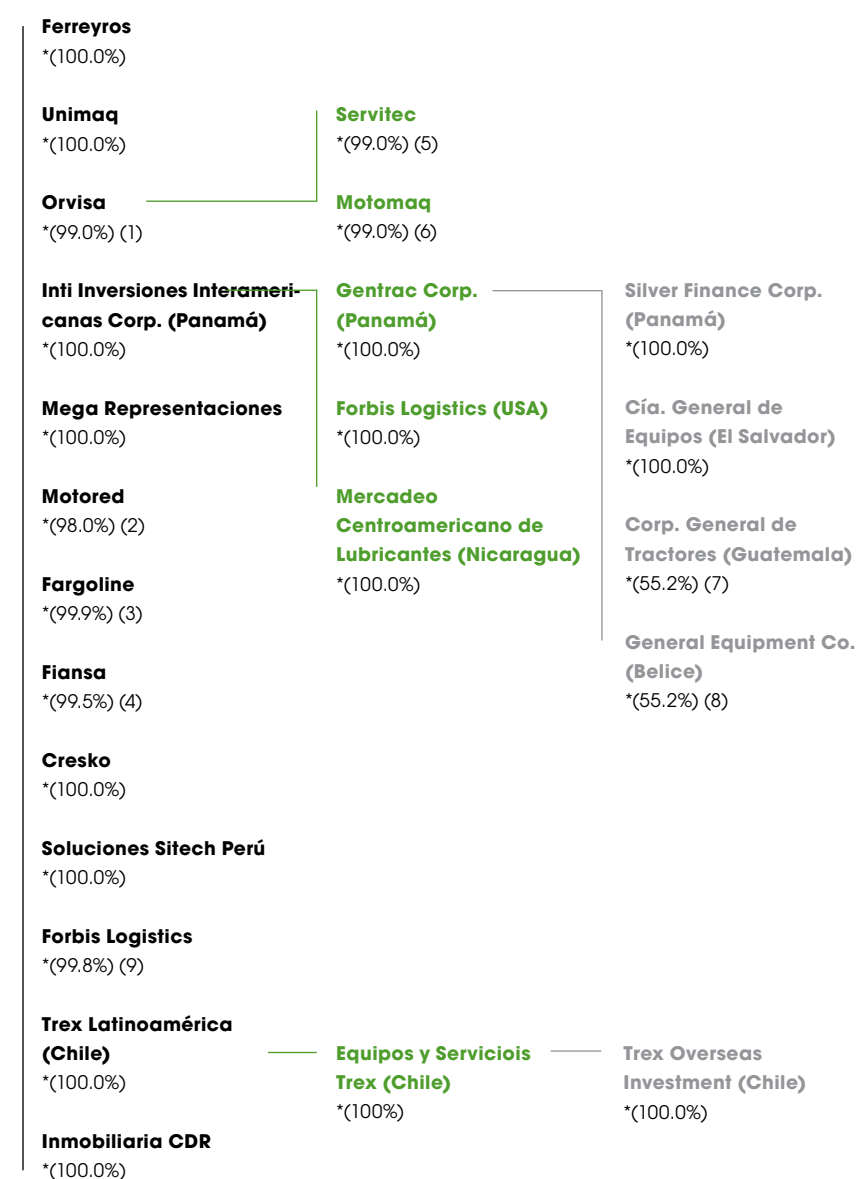 Ferreyros
*(100.0%)
Unimaq
*(100.0%)
Orvisa
*(99.0%) (1)
Inti Inversiones Interameri-
canas Corp. (Panamá)
*(100.0%)
Mega Representaciones
*(100.0%)
Motored
*(98.0%) (2)
Fargoline
*(99.9%) (3)
Fiansa
*(99.5%) (4)
Cresko
*(100.0%)
Soluciones Sitech Perú
*(100.0%)
Forbis Logistics
*(99.8%) (9)
Trex Latinoamérica
(Chile)
*(100.0%)
Inmobiliaria CDR
*(100.0%)
Servitec
*(99.0%) (5)
Motomaq
*(99.0%) (6)
Gentrac Corp.
(Panamá)
*(100.0%)
Forbis Logistics (USA)
*(100.0%)
Mercadeo
Centroamericano de
Lubricantes (Nicaragua)
*(100.0%)
Equipos y Serviciois
Trex (Chile)
*(100%)
Silver Finance Corp.
(Panamá)
*(100.0%)
Cía. General de
Equipos (El Salvador)
*(100.0%)
Corp. General de
Tractores (Guatemala)
*(55.2%) (7)
General Equipment Co.
(Belice)
*(55.2%) (8)
Trex Overseas
Investment (Chile)
*(100.0%)